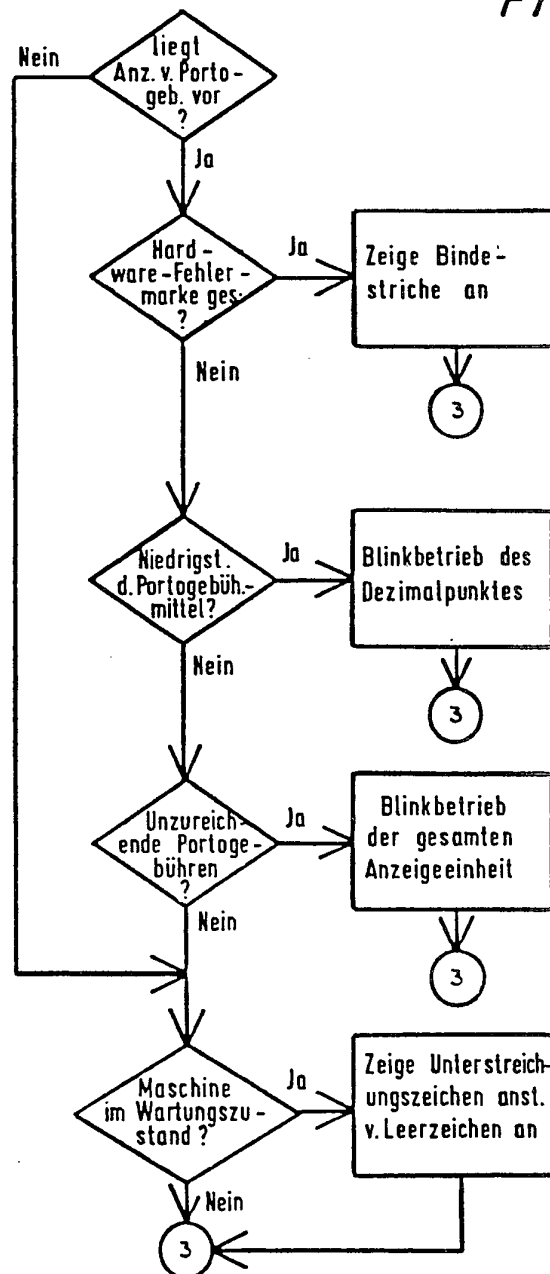 liegt
Anz. v. Porto-
geb. vor
?
Nein
Ja
Hard-
ware-Fehler-
marke ges.
?
Ja
Zeige Binde-
striche an
3
Nein
Niedrigst.
d. Portogebüh.-
mittel?
Ja
Blinkbetrieb des
Dezimalpunktes
3
Nein
Unzureich-
ende Portoge-
bühren
?
Ja
Blinkbetrieb
der gesamten
Anzeigeeinheit
3
Nein
Maschine
im Wartungszu-
stand?
Ja
Zeige Unterstreich-
ungszeichen anst.
v. Leerzeichen an
Nein
3